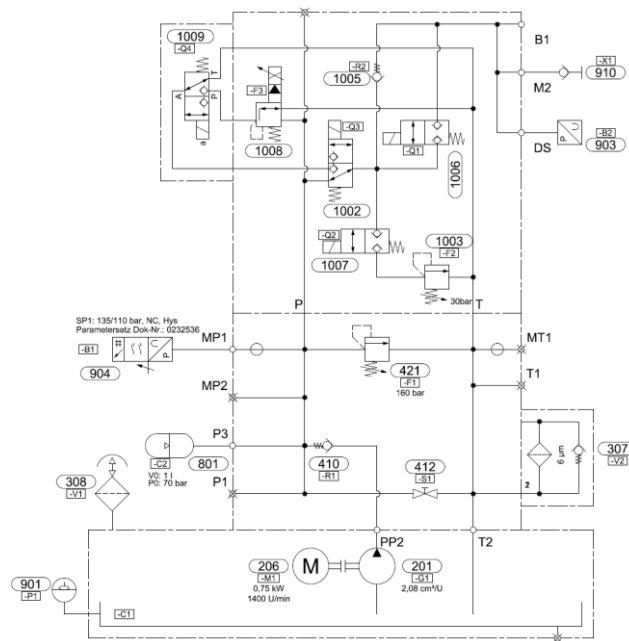 1009
-Q4
T
A
P
a
-F3
1008
-R2
1005
-Q3
1002
-Q1
1006
-Q2
1007
1003
-F2
30bar
B1
-X1
910
M2
P
U
-B2
903
DS
P
T
SP1: 135/110 bar, NC, Hys
Parametersatz Dok-Nr.: 0232536
MP1
-B1
U
P
904
421
-F1
160 bar
MT1
MP2
T1
P3
-C2
801
V0: 1 l
P0: 70 bar
410
-R1
412
-S1
6 µm
2
307
-V2
308
-V1
P1
PP2
T2
206
-M1
0,75 kW
1400 U/min
M
201
-G1
2,08 cm³/U
901
-P1
-C1